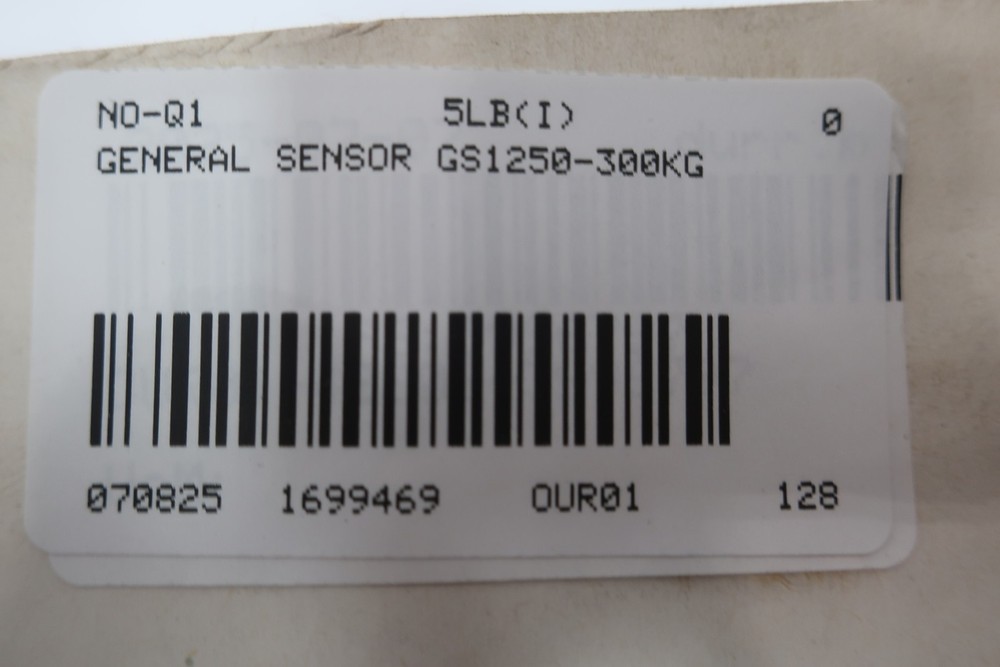 NO-Q1 5LB(I) 0
GENERAL SENSOR GS1250-300KG
070825 1699469 OUR01 128